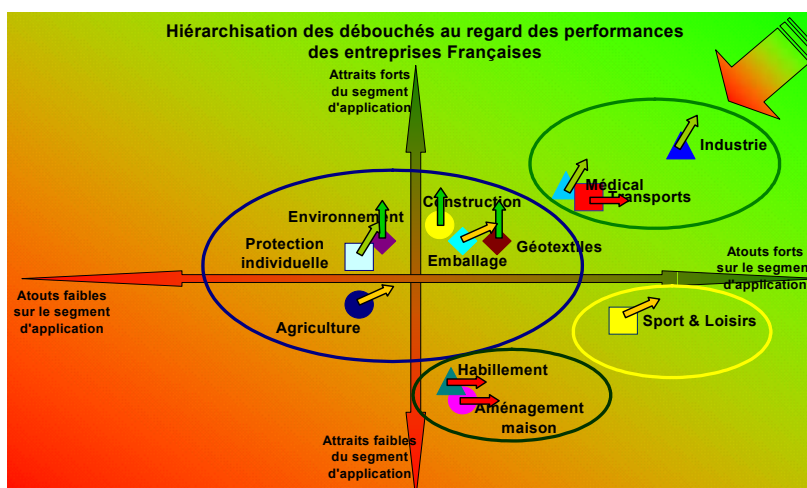 Hiérarchisation des débouchés au regard des performances
des entreprises Françaises
Attraits forts
du segment
d'application
Industrie
Médical
Transports
Construction
Environnement
Protection
individuelle
Emballage
Géotextiles
Atouts forts
sur le segment
d'application
Atouts faibles
sur le segment
d'application
Agriculture
Sport & Loisirs
Habillement
Aménagement
maison
Attraits faibles
du segment
d'application